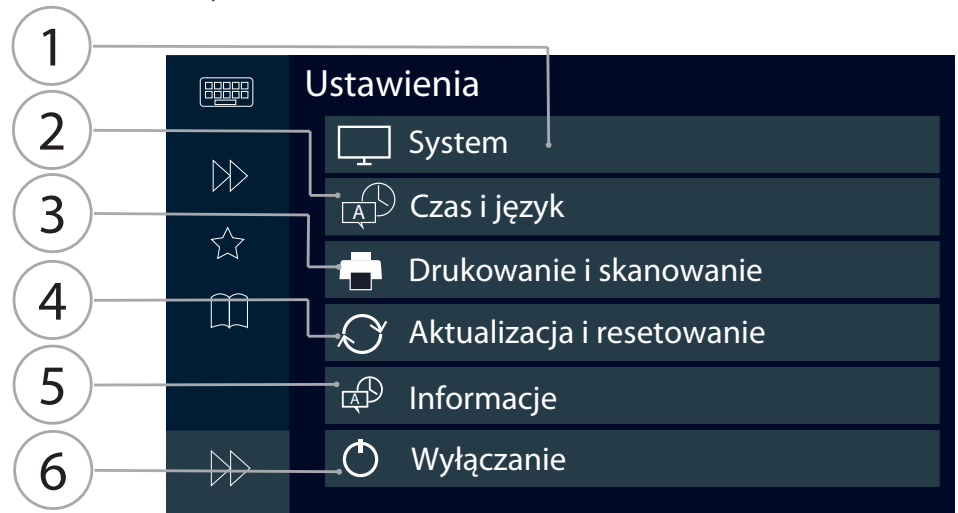 1
Ustawienia
2
System
3
Czas i język
Drukowanie i skanowanie
4
Aktualizacja i resetowanie
5
Informacje
6
Wyłączanie